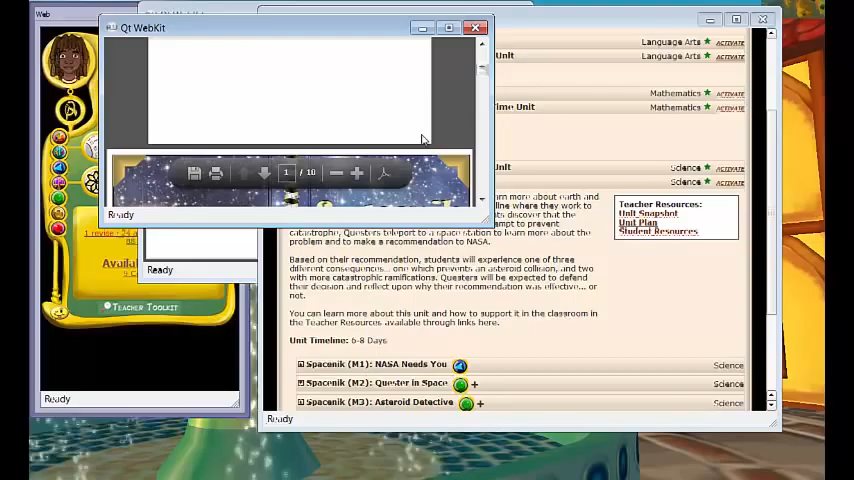 Web
Qt WebKit
1 / 10
Ready
Ready
Availa
TEACHER TOOLKIT
Ready
Language Arts ★ ACTIVATE
Unit
Language Arts ★ ACTIVATE
Mathematics ★ ACTIVATE
Time Unit
Mathematics ★ ACTIVATE
Unit
Science ★ ACTIVATE
Science ★ ACTIVATE
rn more about earth and
line where they work to
nts discover that the
empt to prevent
catastrophe, Questers teleport to a space station to learn more about the
problem and to make a recommendation to NASA.
Based on their recommendation, students will experience one of three
different consequences... one which prevents an asteroid collision, and two
with more catastrophic ramifications. Questers will be expected to defend
their decision and reflect upon why their recommendation was effective... or
not.
You can learn more about this unit and how to support it in the classroom in
the Teacher Resources available through links here.
Unit Timeline: 6-8 Days
Teacher Resources:
Unit Snapshot
Unit Plan
Student Resources
Spacenik (M1): NASA Needs You
Science
Spacenik (M2): Quester in Space +
Science
Spacenik (M3): Asteroid Detective +
Science
Ready